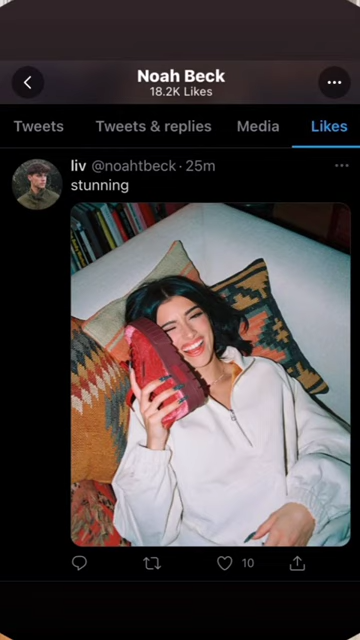 Noah Beck
18.2K Likes
Tweets
Tweets & replies
Media
Likes
liv @noahtbeck · 25m
stunning
10